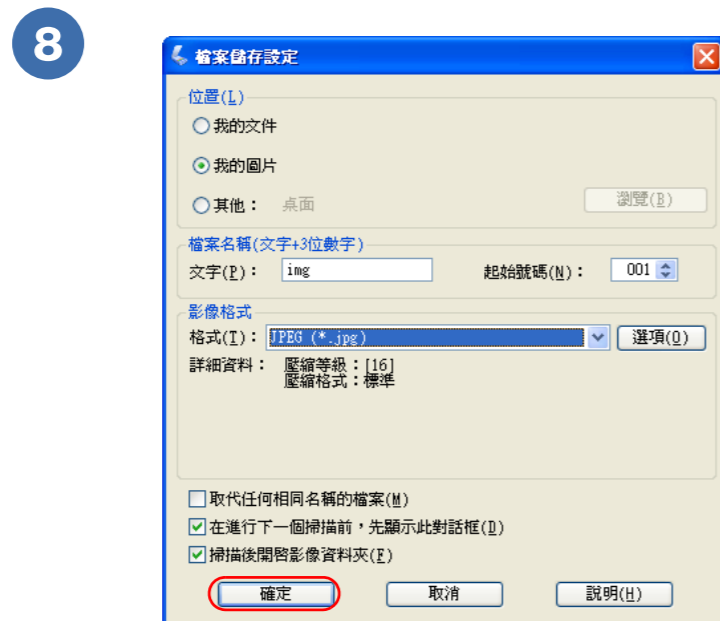 8
檔案儲存設定
位置(L)
我的文件
我的圖片
其他： 桌面 瀏覽(B)
檔案名稱(文字+3位數字)
文字(P)： img 起始號碼(N)： 001
影像格式
格式(I)： JPEG (*.jpg) 選項(O)
詳細資料： 壓縮等級：[16]
壓縮格式：標準
取代任何相同名稱的檔案(M)
在進行下一個掃描前，先顯示此對話框(D)
掃描後開啓影像資料夾(F)
確定 取消 說明(H)